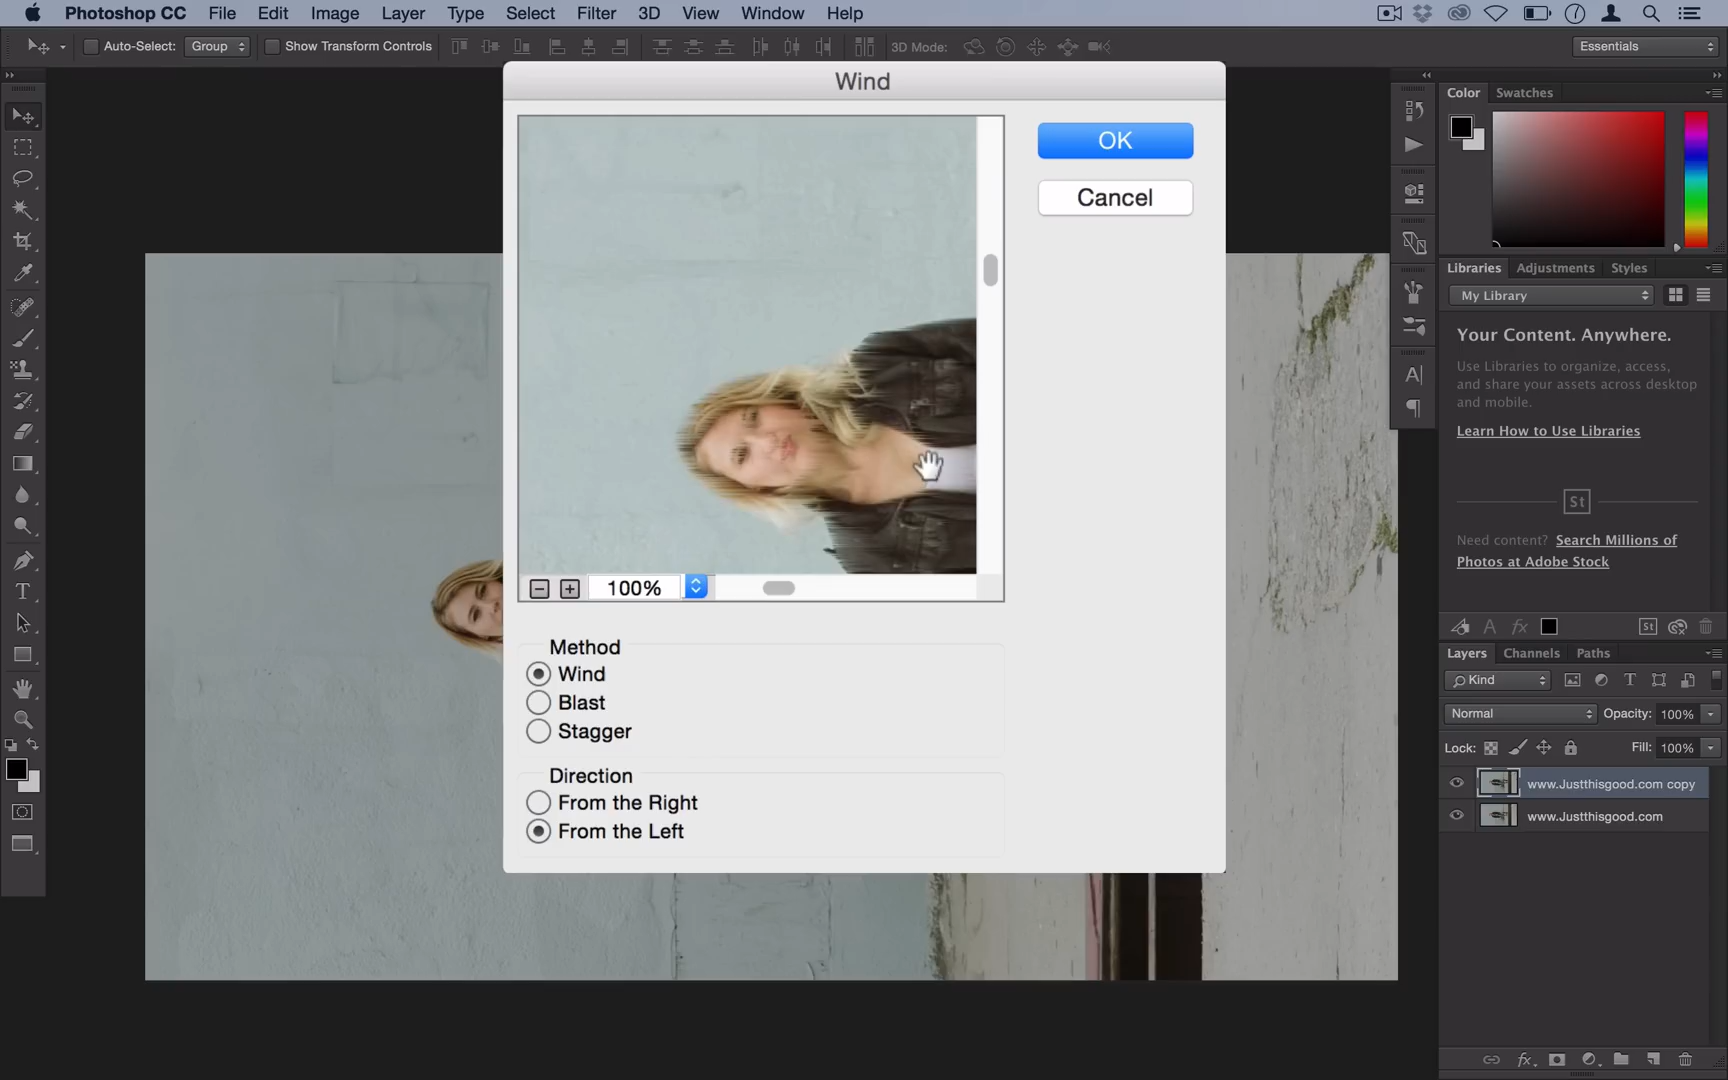 Photoshop CC File Edit Image Layer Type Select Filter 3D View Window Help
Auto-Select: Group Show Transform Controls 3D Mode: Essentials
Wind
OK
Cancel
100%
Method
Wind
Blast
Stagger
Direction
From the Right
From the Left
Color Swatches
Libraries Adjustments Styles
My Library
Your Content. Anywhere.
Use Libraries to organize, access,
and share your assets across desktop
and mobile.
Learn How to Use Libraries
St
Need content? Search Millions of
Photos at Adobe Stock
A fx St
Layers Channels Paths
Kind T
Normal Opacity: 100%
Lock: Fill: 100%
www.Justthisgood.com copy
www.Justthisgood.com
fx